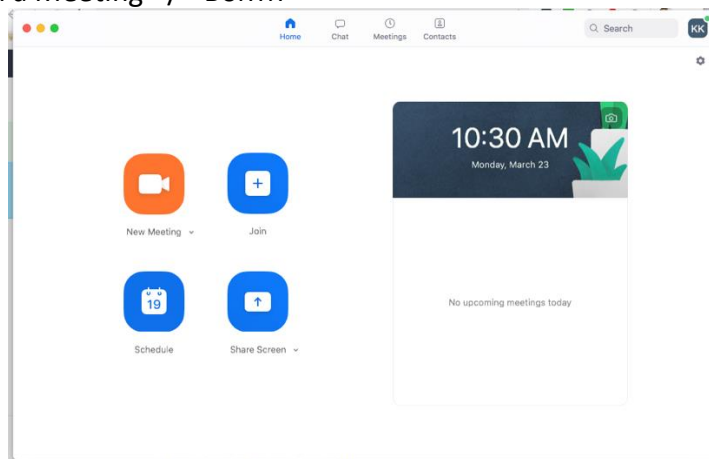 a Meeting
Home
Chat
Meetings
Contacts
Search
KK
10:30 AM
Monday, March 23
New Meeting
Join
No upcoming meetings today
19
Schedule
Share Screen